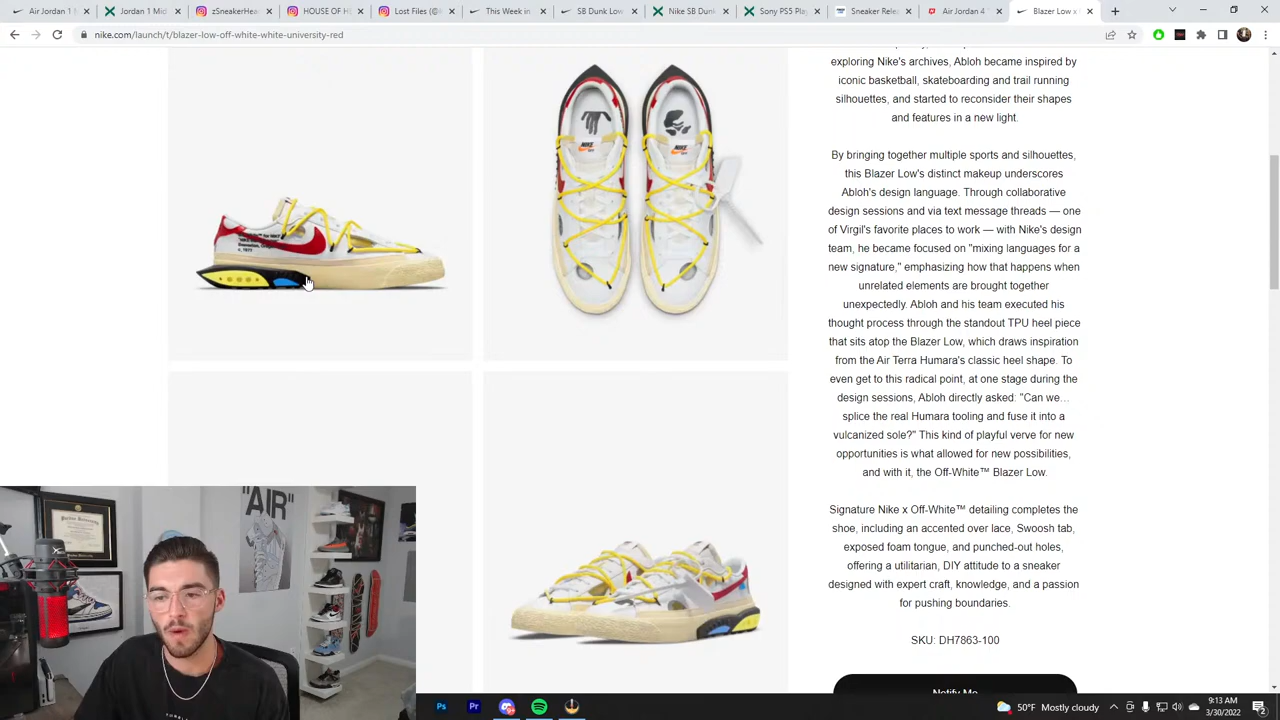 Air Jordan 1 !
Jordan 1 Mid
zSneakerHea
HOUSE OF H
Lost Files (@
This Week in
SB Dunk Low
Nike SB Dun
Sony PS5 Play
Sneaker Rele
Air Jordan 4 '
Blazer Low x
nike.com/launch/t/blazer-low-off-white-white-university-red
exploring Nike's archives, Abloh became inspired by
iconic basketball, skateboarding and trail running
silhouettes, and started to reconsider their shapes
and features in a new light.
By bringing together multiple sports and silhouettes,
this Blazer Low's distinct makeup underscores
Abloh's design language. Through collaborative
design sessions and via text message threads — one
of Virgil's favorite places to work — with Nike's design
team, he became focused on "mixing languages for a
new signature," emphasizing how that happens when
unrelated elements are brought together
unexpectedly. Abloh and his team executed his
thought process through the standout TPU heel piece
that sits atop the Blazer Low, which draws inspiration
from the Air Terra Humara's classic heel shape. To
even get to this radical point, at one stage during the
design sessions, Abloh directly asked: "Can we…
splice the real Humara tooling and fuse it into a
vulcanized sole?" This kind of playful verve for new
opportunities is what allowed for new possibilities,
and with it, the Off-White™ Blazer Low.
Signature Nike x Off-White™ detailing completes the
shoe, including an accented over lace, Swoosh tab,
exposed foam tongue, and punched-out holes,
offering a utilitarian, DIY attitude to a sneaker
designed with expert craft, knowledge, and a passion
for pushing boundaries.
SKU: DH7863-100
Notify Me
NIKE
NIKE
"AIR"
Ps
Pr
50°F Mostly cloudy
9:13 AM
3/30/2022
2